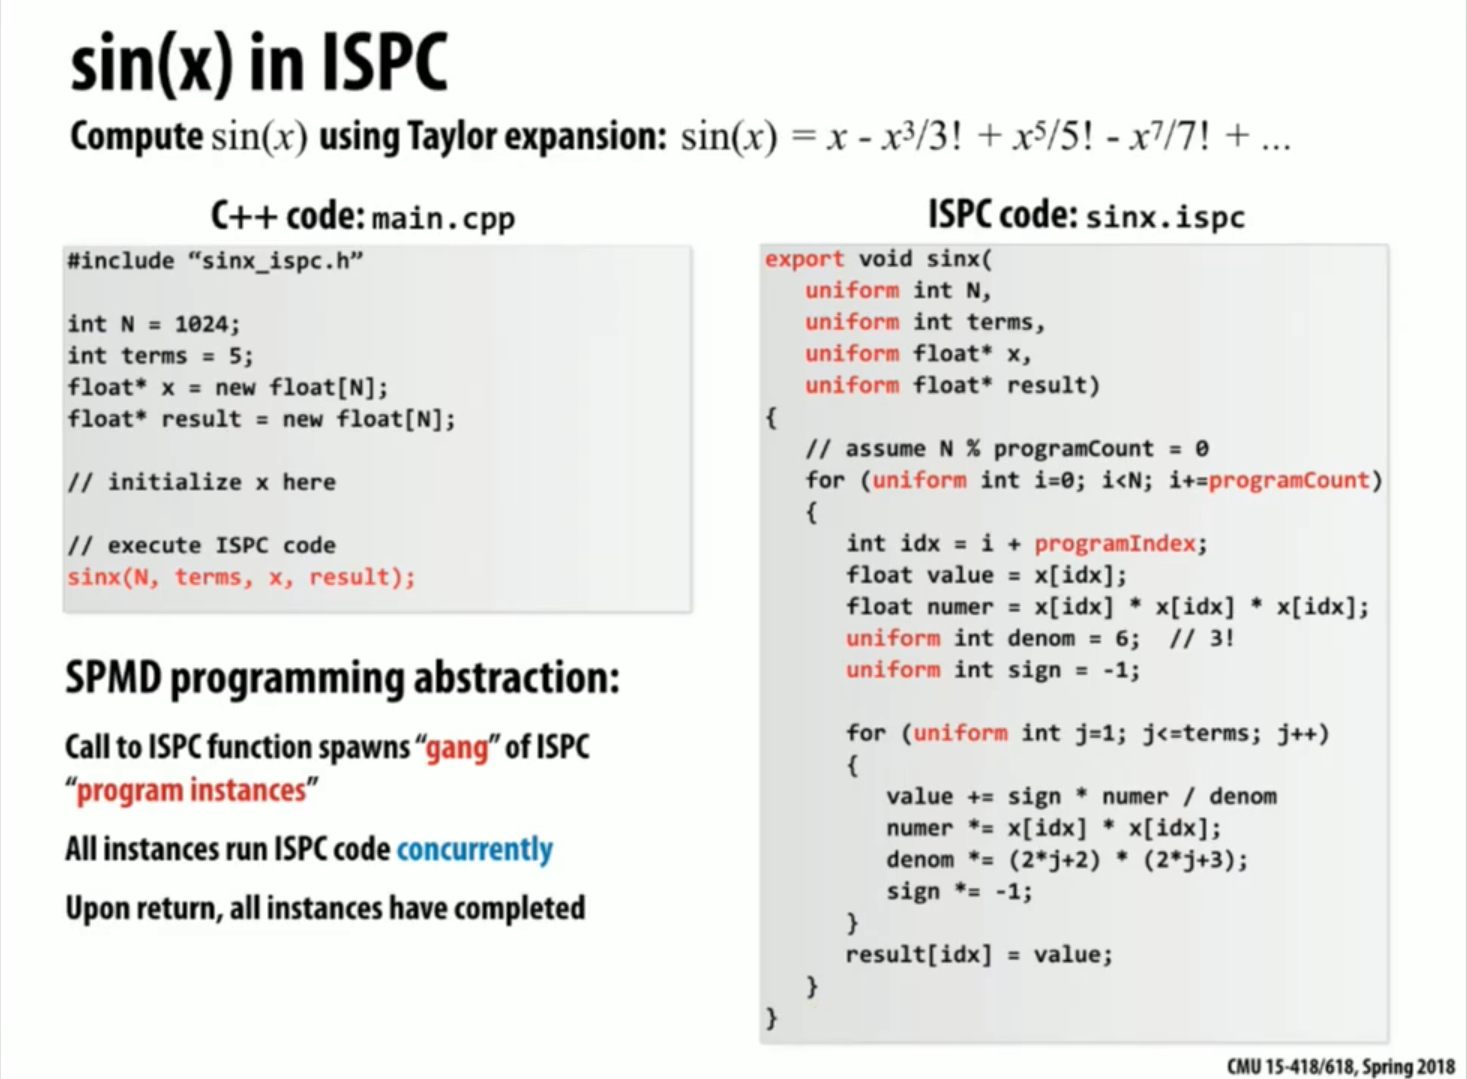 sin(x) in ISPC
Compute sin(x) using Taylor expansion: sin(x) = x - x³/3! + x⁵/5! - x⁷/7! + ...
C++ code: main.cpp
#include “sinx_ispc.h”
int N = 1024;
int terms = 5;
float* x = new float[N];
float* result = new float[N];
// initialize x here
// execute ISPC code
sinx(N, terms, x, result);
SPMD programming abstraction:
Call to ISPC function spawns “gang” of ISPC
“program instances”
All instances run ISPC code concurrently
Upon return, all instances have completed
ISPC code: sinx.ispc
export void sinx(
uniform int N,
uniform int terms,
uniform float* x,
uniform float* result)
{
// assume N % programCount = 0
for (uniform int i=0; i<N; i+=programCount)
{
int idx = i + programIndex;
float value = x[idx];
float numer = x[idx] * x[idx] * x[idx];
uniform int denom = 6;  // 3!
uniform int sign = -1;
for (uniform int j=1; j<=terms; j++)
{
value += sign * numer / denom
numer *= x[idx] * x[idx];
denom *= (2*j+2) * (2*j+3);
sign *= -1;
}
result[idx] = value;
}
}
CMU 15-418/618, Spring 2018